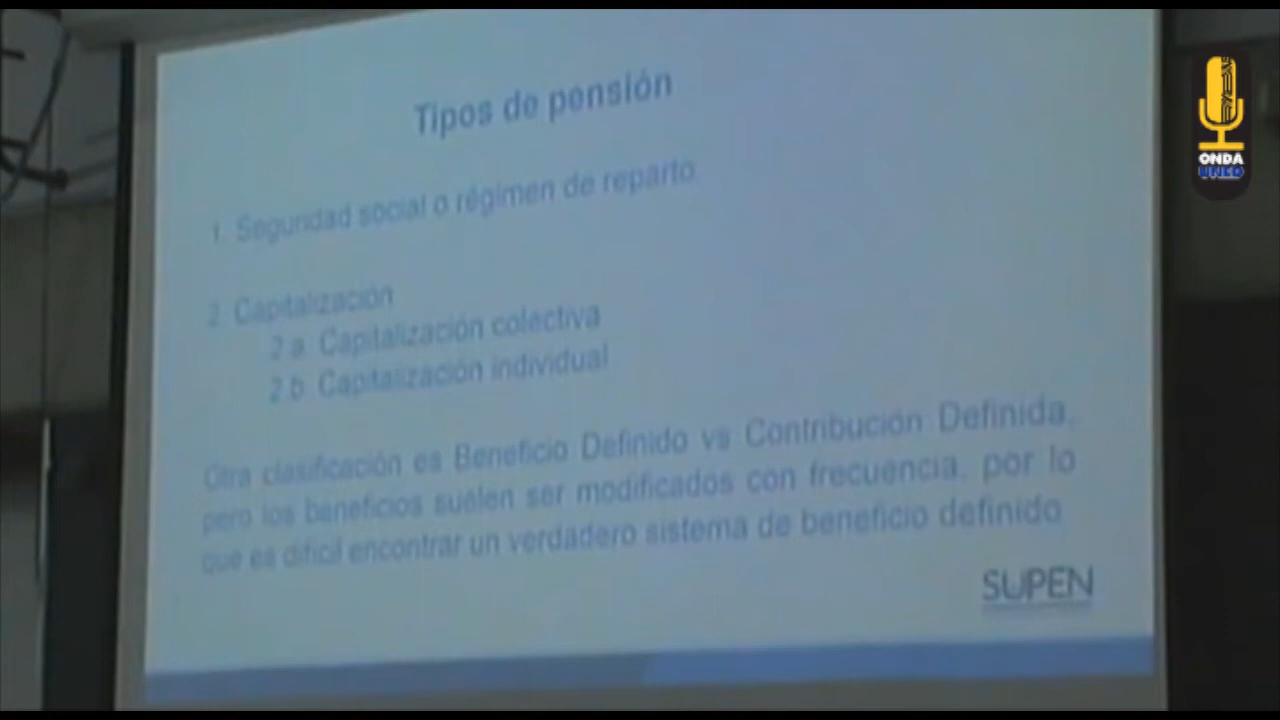 Tipos de pensión
1. Seguridad social o régimen de reparto
2. Capitalización
2.a. Capitalización colectiva
2.b. Capitalización individual
Otra clasificación es Beneficio Definido vs Contribución Definida,
pero los beneficios suelen ser modificados con frecuencia, por lo
que es difícil encontrar un verdadero sistema de beneficio definido
SUPEN
ONDA
UNED